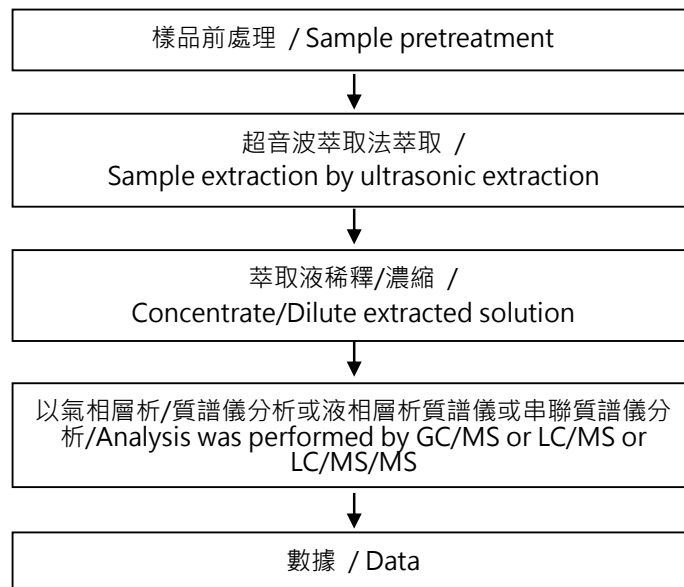 樣品前處理 / Sample pretreatment
超音波萃取法萃取 /
Sample extraction by ultrasonic extraction
萃取液稀釋/濃縮 /
Concentrate/Dilute extracted solution
以氣相層析/質譜儀分析或液相層析質譜儀或串聯質譜儀分
析/Analysis was performed by GC/MS or LC/MS or
LC/MS/MS
數據 / Data